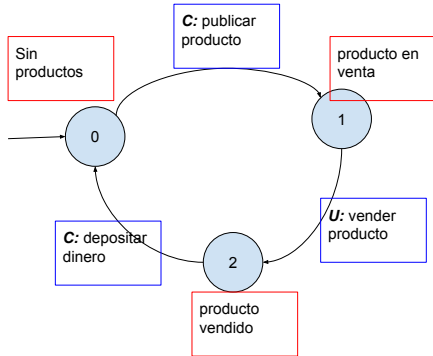 C: publicar
producto
Sin
productos
producto en
venta
0
1
U: vender
producto
C: depositar
dinero
2
producto
vendido